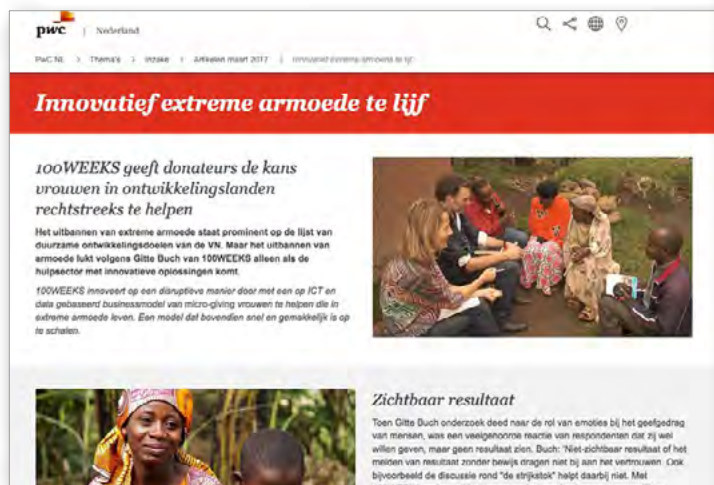 pwc | Nederland
PwC NL > Thema's > Inzake > Artikelen maart 2017 | Innovatief extreme armoede te lijf
Innovatief extreme armoede te lijf
100WEEKS geeft donateurs de kans
vrouwen in ontwikkelingslanden
rechtstreeks te helpen
Het uitbannen van extreme armoede staat prominent op de lijst van
duurzame ontwikkelingsdoelen van de VN. Maar het uitbannen van
armoede lukt volgens Gitte Buch van 100WEEKS alleen als de
hulpsector met innovatieve oplossingen komt.
100WEEKS innoveert op een disruptieve manier door met een op ICT en
data gebaseerd businessmodel van micro-giving vrouwen te helpen die in
extreme armoede leven. Een model dat bovendien snel en gemakkelijk is op
te schalen.
Zichtbaar resultaat
Toen Gitte Buch onderzoek deed naar de rol van emoties bij het geefgedrag
van mensen, was een veelgehoorde reactie van respondenten dat zij wel
willen geven, maar geen resultaat zien. Buch: 'Niet-zichtbaar resultaat of het
melden van resultaat zonder bewijs dragen niet bij aan het vertrouwen. Ook
bijvoorbeeld de discussie rond "de strijkstok" helpt daarbij niet. Met